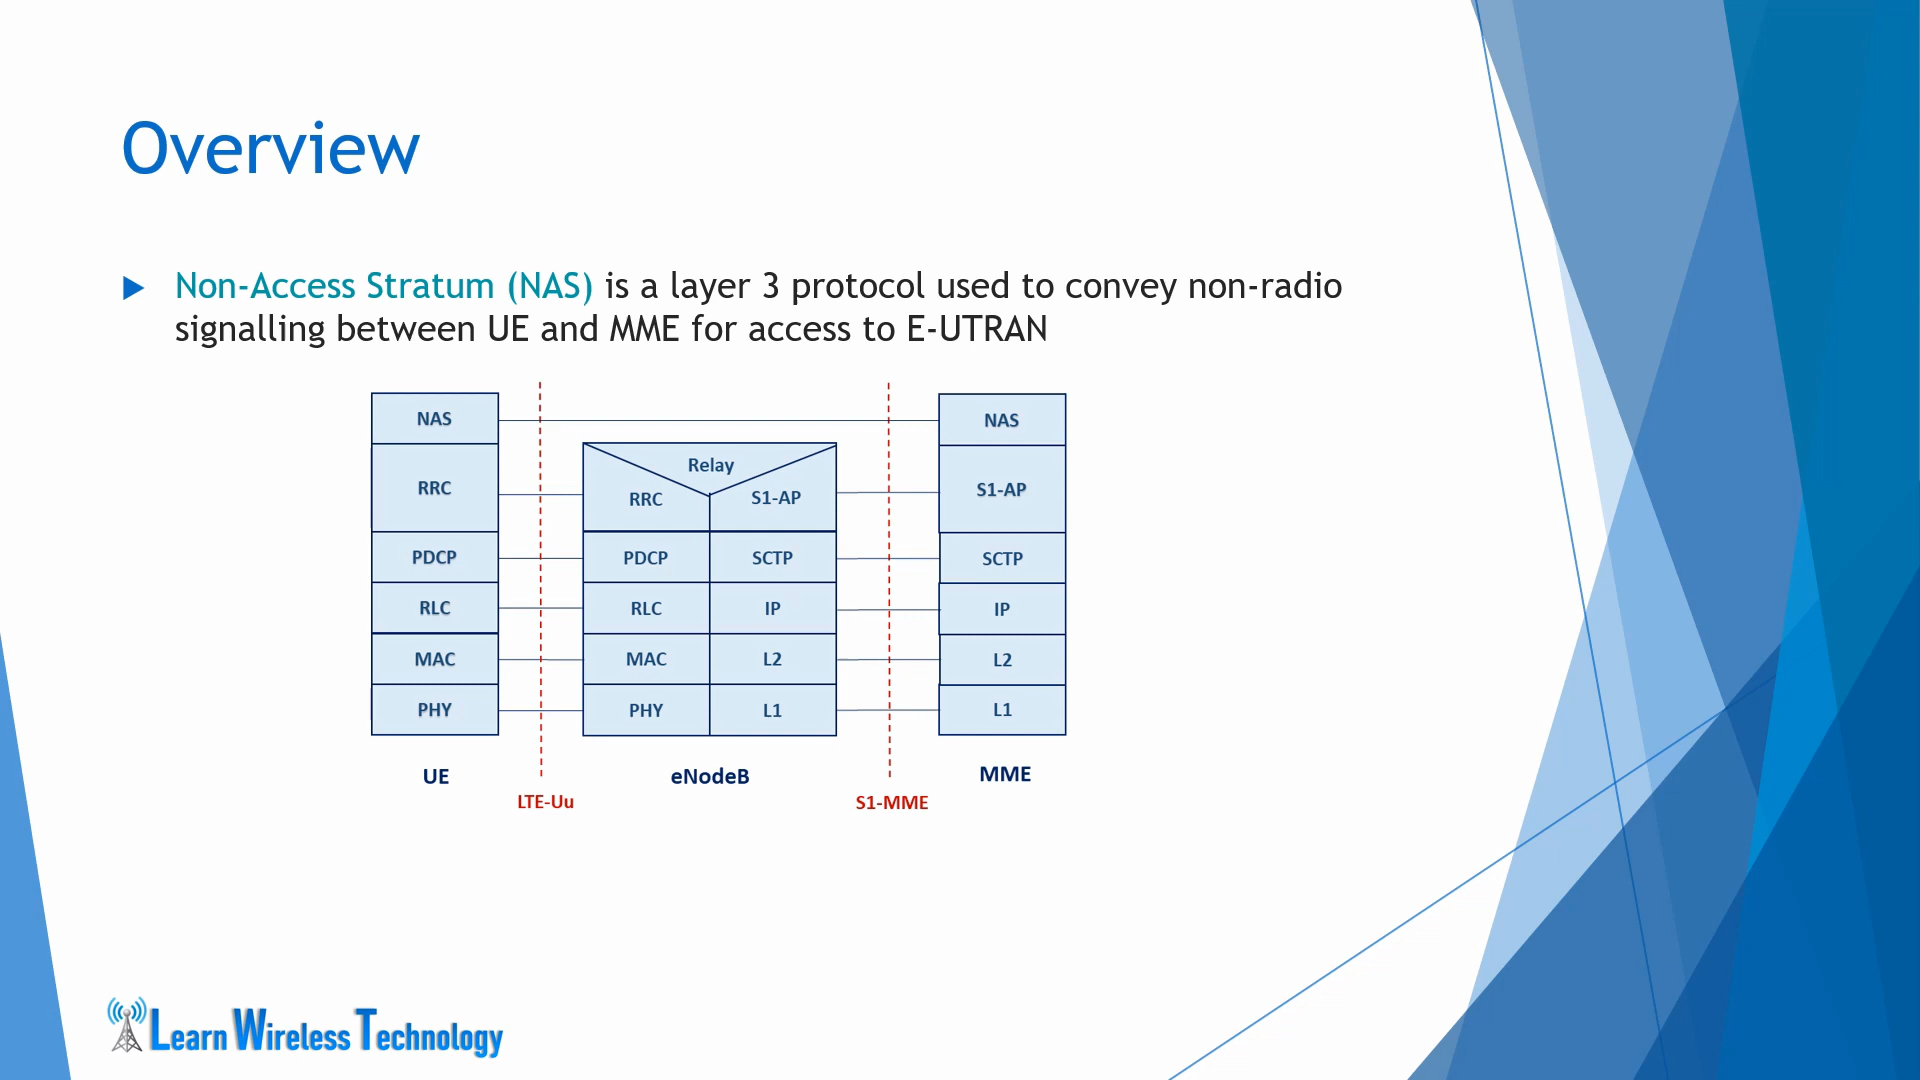 Overview
Non-Access Stratum (NAS) is a layer 3 protocol used to convey non-radio
signalling between UE and MME for access to E-UTRAN
NAS NAS
Relay
RRC RRC S1-AP S1-AP
PDCP PDCP SCTP SCTP
RLC RLC IP IP
MAC MAC L2 L2
PHY PHY L1 L1
UE eNodeB MME
LTE-Uu S1-MME
Learn Wireless Technology